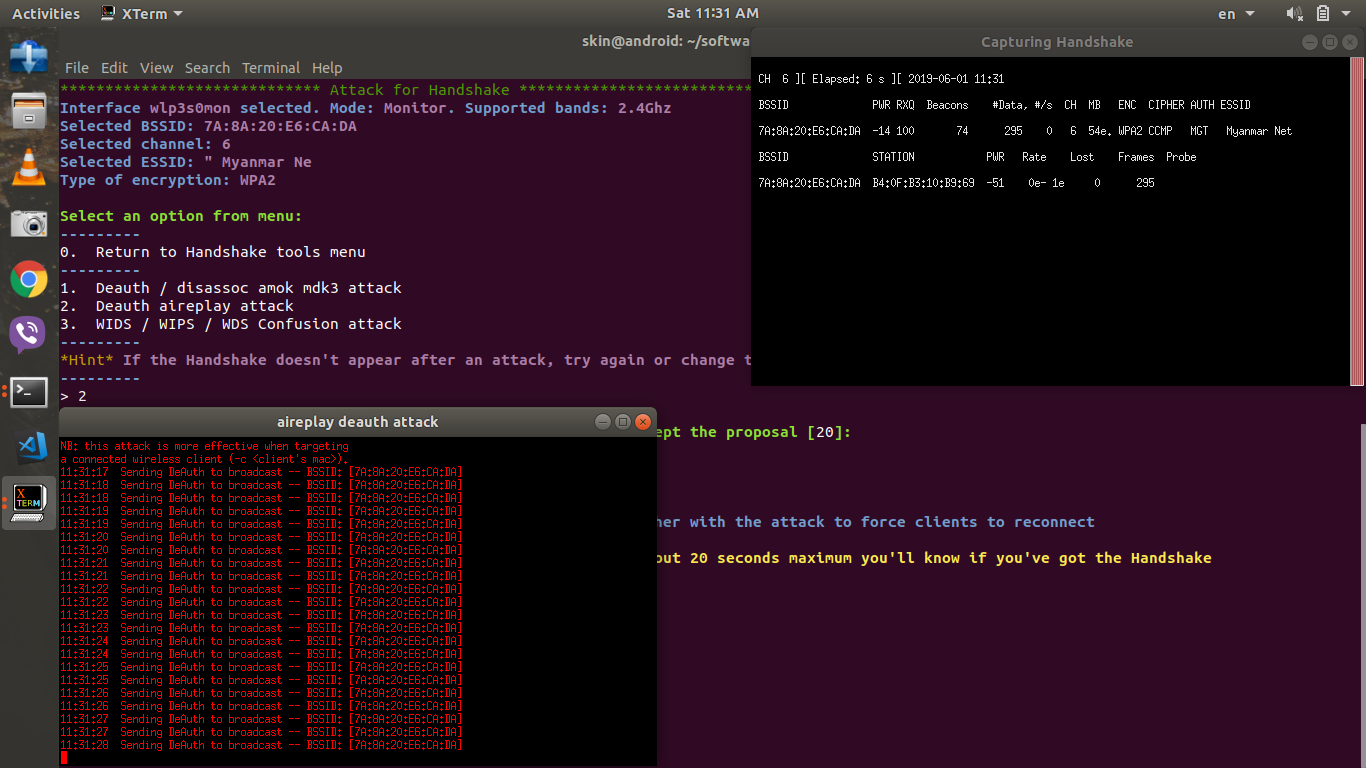 Activities XTerm Sat 11:31 AM en
skin@android: ~/softwa
File Edit View Search Terminal Help
***************************** Attack for Handshake **************************
Interface wlp3s0mon selected. Mode: Monitor. Supported bands: 2.4Ghz
Selected BSSID: 7A:8A:20:E6:CA:DA
Selected channel: 6
Selected ESSID: " Myanmar Ne
Type of encryption: WPA2
Select an option from menu:
---------
0. Return to Handshake tools menu
---------
1. Deauth / disassoc amok mdk3 attack
2. Deauth aireplay attack
3. WIDS / WIPS / WDS Confusion attack
---------
*Hint* If the Handshake doesn't appear after an attack, try again or change t
---------
> 2
ept the proposal [20]:
her with the attack to force clients to reconnect
out 20 seconds maximum you'll know if you've got the Handshake
Capturing Handshake
CH 6 ][ Elapsed: 6 s ][ 2019-06-01 11:31
BSSID PWR RXQ Beacons #Data, #/s CH MB ENC CIPHER AUTH ESSID
7A:8A:20:E6:CA:DA -14 100 74 295 0 6 54e. WPA2 CCMP MGT Myanmar Net
BSSID STATION PWR Rate Lost Frames Probe
7A:8A:20:E6:CA:DA B4:0F:B3:10:B9:69 -51 0e- 1e 0 295
aireplay deauth attack
NB: this attack is more effective when targeting
a connected wireless client (-c <client's mac>).
11:31:17 Sending DeAuth to broadcast -- BSSID: [7A:8A:20:E6:CA:DA]
11:31:18 Sending DeAuth to broadcast -- BSSID: [7A:8A:20:E6:CA:DA]
11:31:18 Sending DeAuth to broadcast -- BSSID: [7A:8A:20:E6:CA:DA]
11:31:19 Sending DeAuth to broadcast -- BSSID: [7A:8A:20:E6:CA:DA]
11:31:19 Sending DeAuth to broadcast -- BSSID: [7A:8A:20:E6:CA:DA]
11:31:20 Sending DeAuth to broadcast -- BSSID: [7A:8A:20:E6:CA:DA]
11:31:20 Sending DeAuth to broadcast -- BSSID: [7A:8A:20:E6:CA:DA]
11:31:21 Sending DeAuth to broadcast -- BSSID: [7A:8A:20:E6:CA:DA]
11:31:21 Sending DeAuth to broadcast -- BSSID: [7A:8A:20:E6:CA:DA]
11:31:22 Sending DeAuth to broadcast -- BSSID: [7A:8A:20:E6:CA:DA]
11:31:22 Sending DeAuth to broadcast -- BSSID: [7A:8A:20:E6:CA:DA]
11:31:23 Sending DeAuth to broadcast -- BSSID: [7A:8A:20:E6:CA:DA]
11:31:23 Sending DeAuth to broadcast -- BSSID: [7A:8A:20:E6:CA:DA]
11:31:24 Sending DeAuth to broadcast -- BSSID: [7A:8A:20:E6:CA:DA]
11:31:24 Sending DeAuth to broadcast -- BSSID: [7A:8A:20:E6:CA:DA]
11:31:25 Sending DeAuth to broadcast -- BSSID: [7A:8A:20:E6:CA:DA]
11:31:25 Sending DeAuth to broadcast -- BSSID: [7A:8A:20:E6:CA:DA]
11:31:26 Sending DeAuth to broadcast -- BSSID: [7A:8A:20:E6:CA:DA]
11:31:26 Sending DeAuth to broadcast -- BSSID: [7A:8A:20:E6:CA:DA]
11:31:27 Sending DeAuth to broadcast -- BSSID: [7A:8A:20:E6:CA:DA]
11:31:27 Sending DeAuth to broadcast -- BSSID: [7A:8A:20:E6:CA:DA]
11:31:28 Sending DeAuth to broadcast -- BSSID: [7A:8A:20:E6:CA:DA]
X
TERM